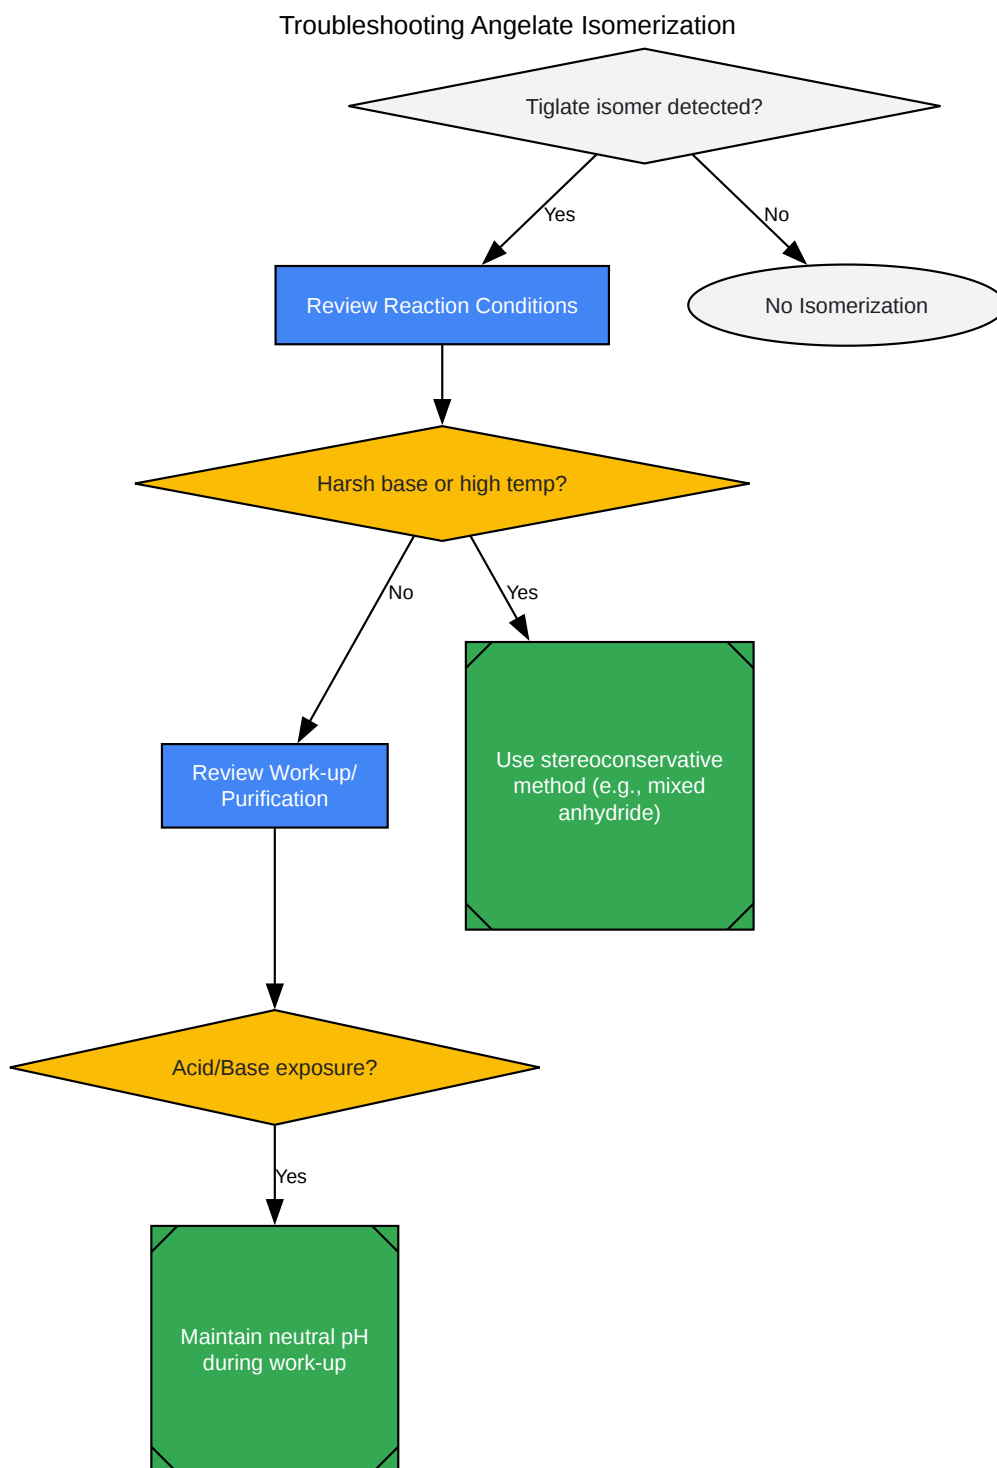 Troubleshooting Angelate Isomerization
Tiglate isomer detected?
Yes
No
Review Reaction Conditions
No Isomerization
Harsh base or high temp?
No
Yes
Review Work-up/
Purification
Use stereoconservative
method (e.g., mixed
anhydride)
Acid/Base exposure?
Yes
Maintain neutral pH
during work-up